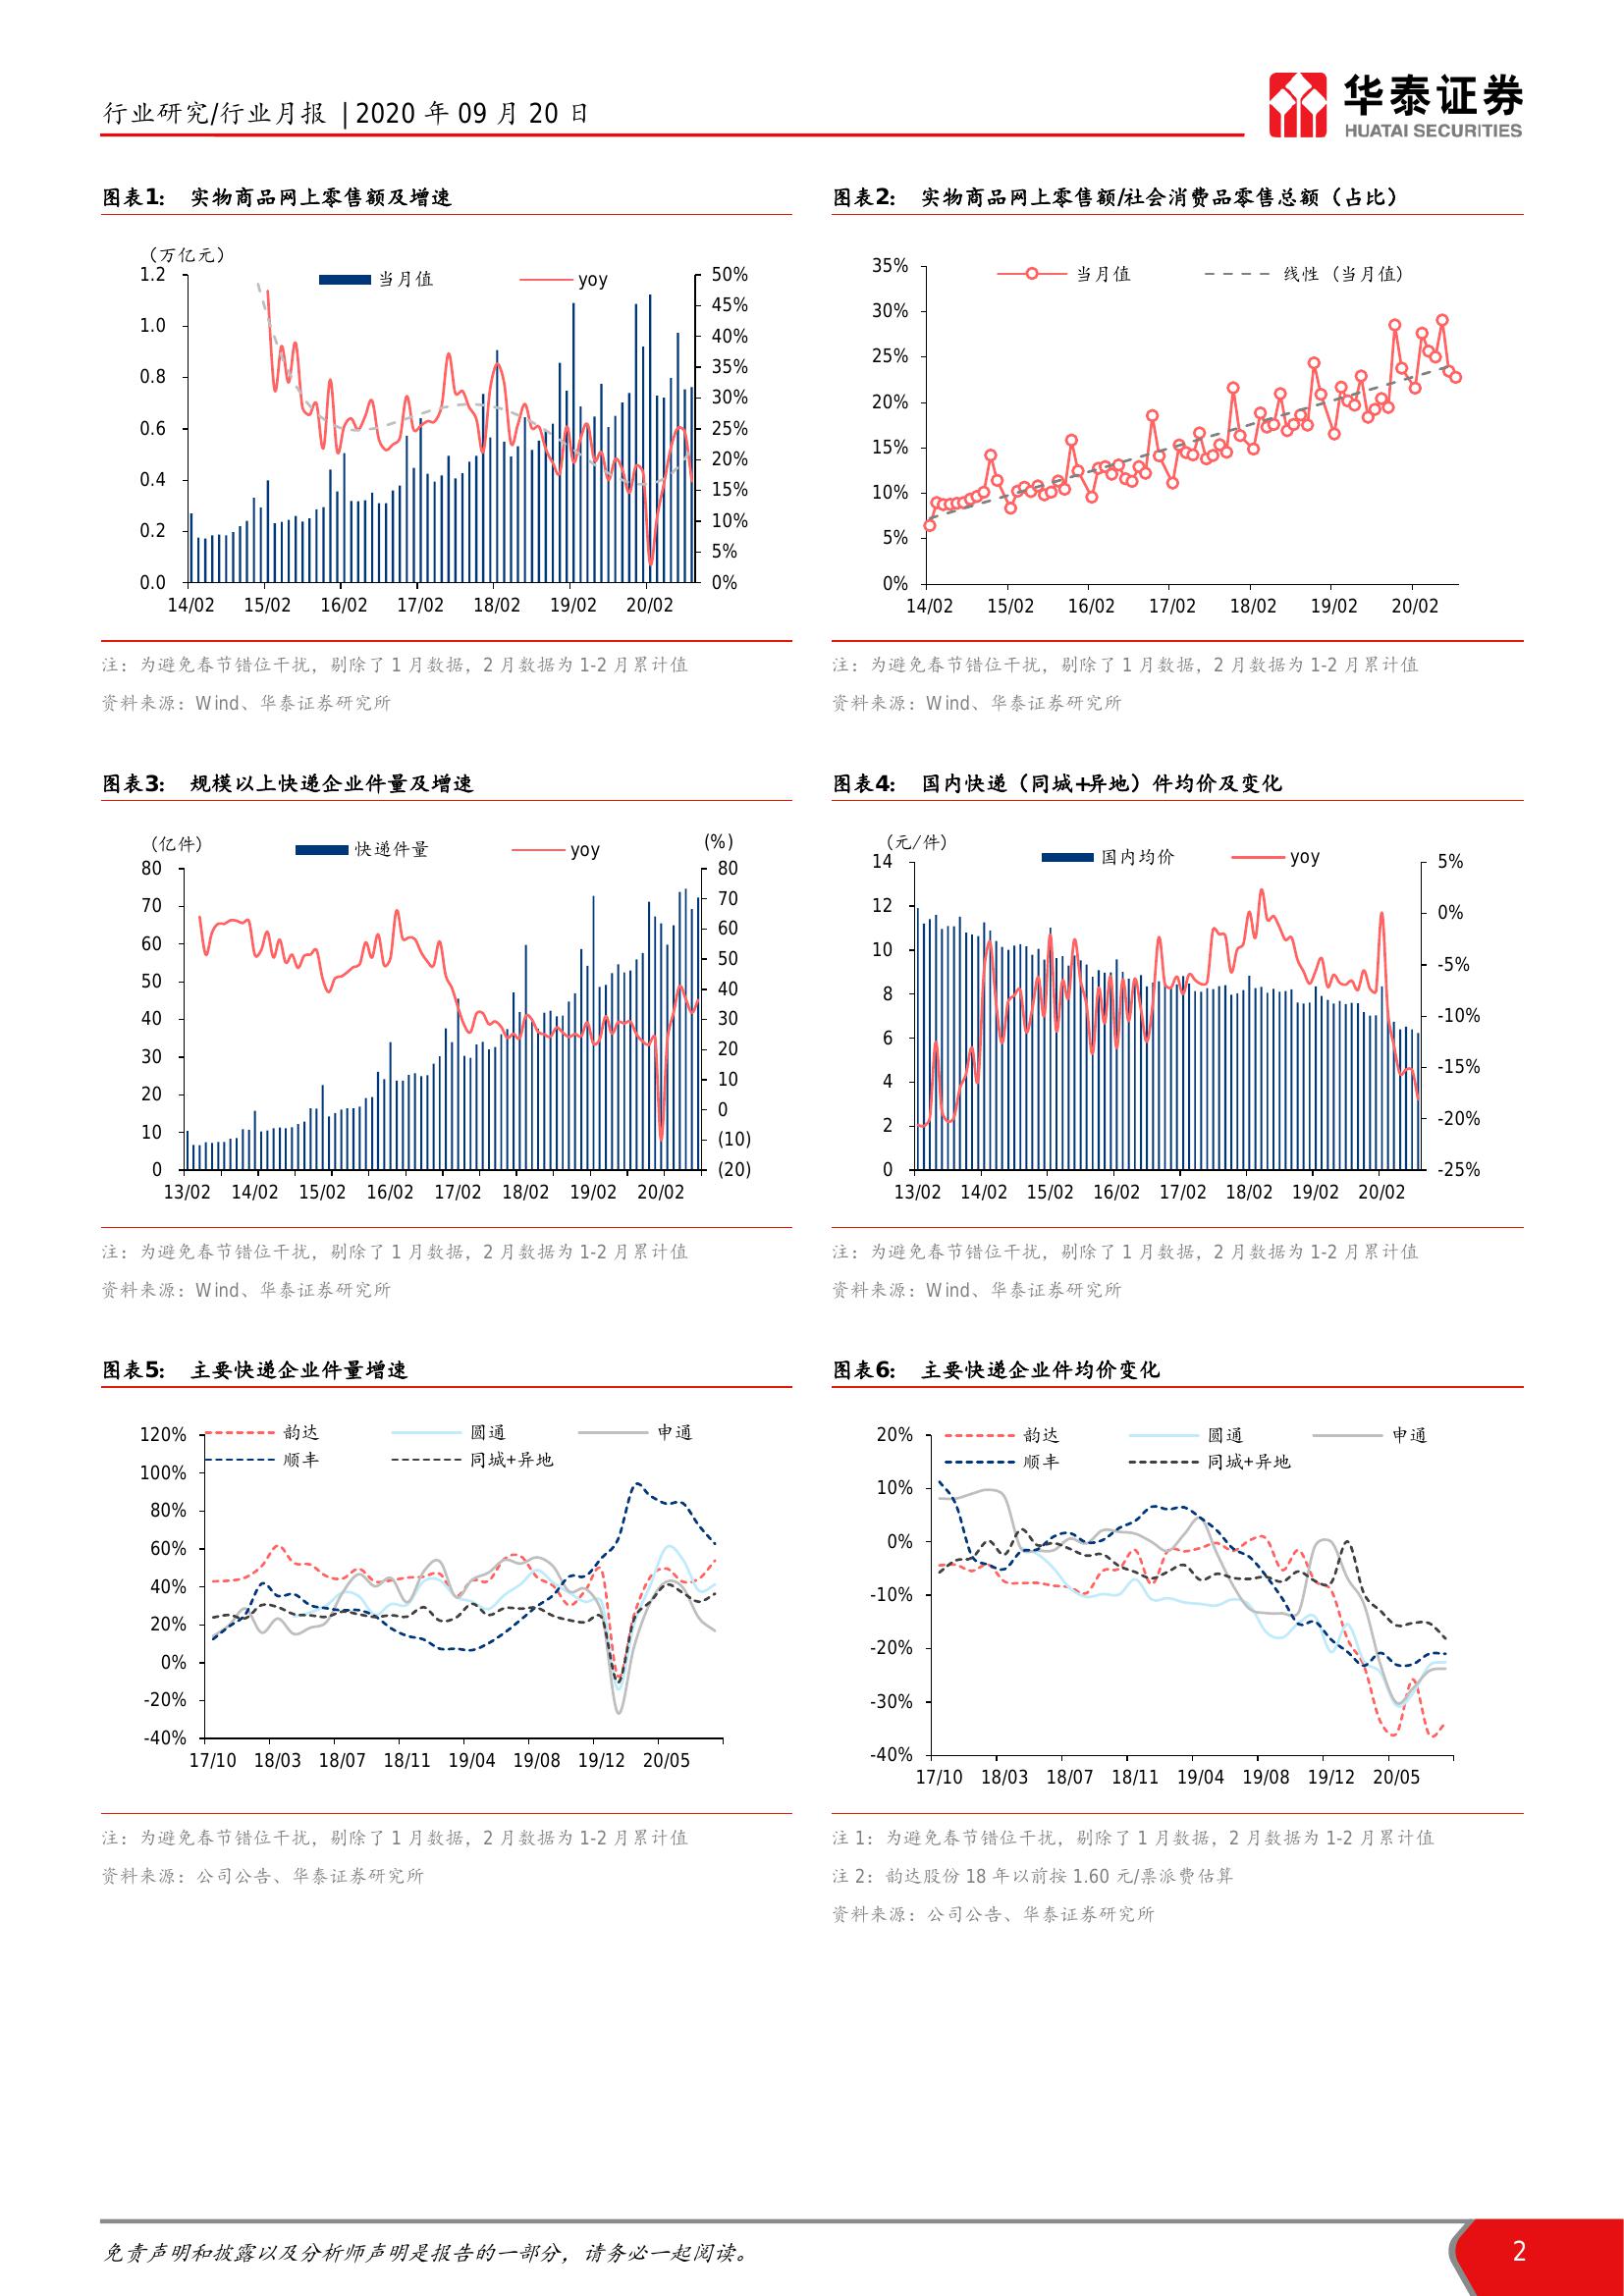 行业研究/行业月报 | 2020 年 09 月 20 日
华泰证券
HUATAI SECURITIES
图表1: 实物商品网上零售额及增速
(万亿元)
当月值 yoy
1.2
1.0
0.8
0.6
0.4
0.2
0.0
50%
45%
40%
35%
30%
25%
20%
15%
10%
5%
0%
14/02 15/02 16/02 17/02 18/02 19/02 20/02
注：为避免春节错位干扰，剔除了 1 月数据，2 月数据为 1-2 月累计值
资料来源：Wind、华泰证券研究所
图表2: 实物商品网上零售额/社会消费品零售总额（占比）
当月值 线性 (当月值)
35%
30%
25%
20%
15%
10%
5%
0%
14/02 15/02 16/02 17/02 18/02 19/02 20/02
注：为避免春节错位干扰，剔除了 1 月数据，2 月数据为 1-2 月累计值
资料来源：Wind、华泰证券研究所
图表3: 规模以上快递企业件量及增速
(亿件)
快递件量 yoy
(%)
80
70
60
50
40
30
20
10
0
80
70
60
50
40
30
20
10
0
(10)
(20)
13/02 14/02 15/02 16/02 17/02 18/02 19/02 20/02
注：为避免春节错位干扰，剔除了 1 月数据，2 月数据为 1-2 月累计值
资料来源：Wind、华泰证券研究所
图表4: 国内快递（同城+异地）件均价及变化
(元/件)
国内均价 yoy
14
12
10
8
6
4
2
0
5%
0%
-5%
-10%
-15%
-20%
-25%
13/02 14/02 15/02 16/02 17/02 18/02 19/02 20/02
注：为避免春节错位干扰，剔除了 1 月数据，2 月数据为 1-2 月累计值
资料来源：Wind、华泰证券研究所
图表5: 主要快递企业件量增速
韵达 圆通 申通
顺丰 同城+异地
120%
100%
80%
60%
40%
20%
0%
-20%
-40%
17/10 18/03 18/07 18/11 19/04 19/08 19/12 20/05
注：为避免春节错位干扰，剔除了 1 月数据，2 月数据为 1-2 月累计值
资料来源：公司公告、华泰证券研究所
图表6: 主要快递企业件均价变化
韵达 圆通 申通
顺丰 同城+异地
20%
10%
0%
-10%
-20%
-30%
-40%
17/10 18/03 18/07 18/11 19/04 19/08 19/12 20/05
注 1：为避免春节错位干扰，剔除了 1 月数据，2 月数据为 1-2 月累计值
注 2：韵达股份 18 年以前按 1.60 元/票派费估算
资料来源：公司公告、华泰证券研究所
免责声明和披露以及分析师声明是报告的一部分，请务必一起阅读。
2